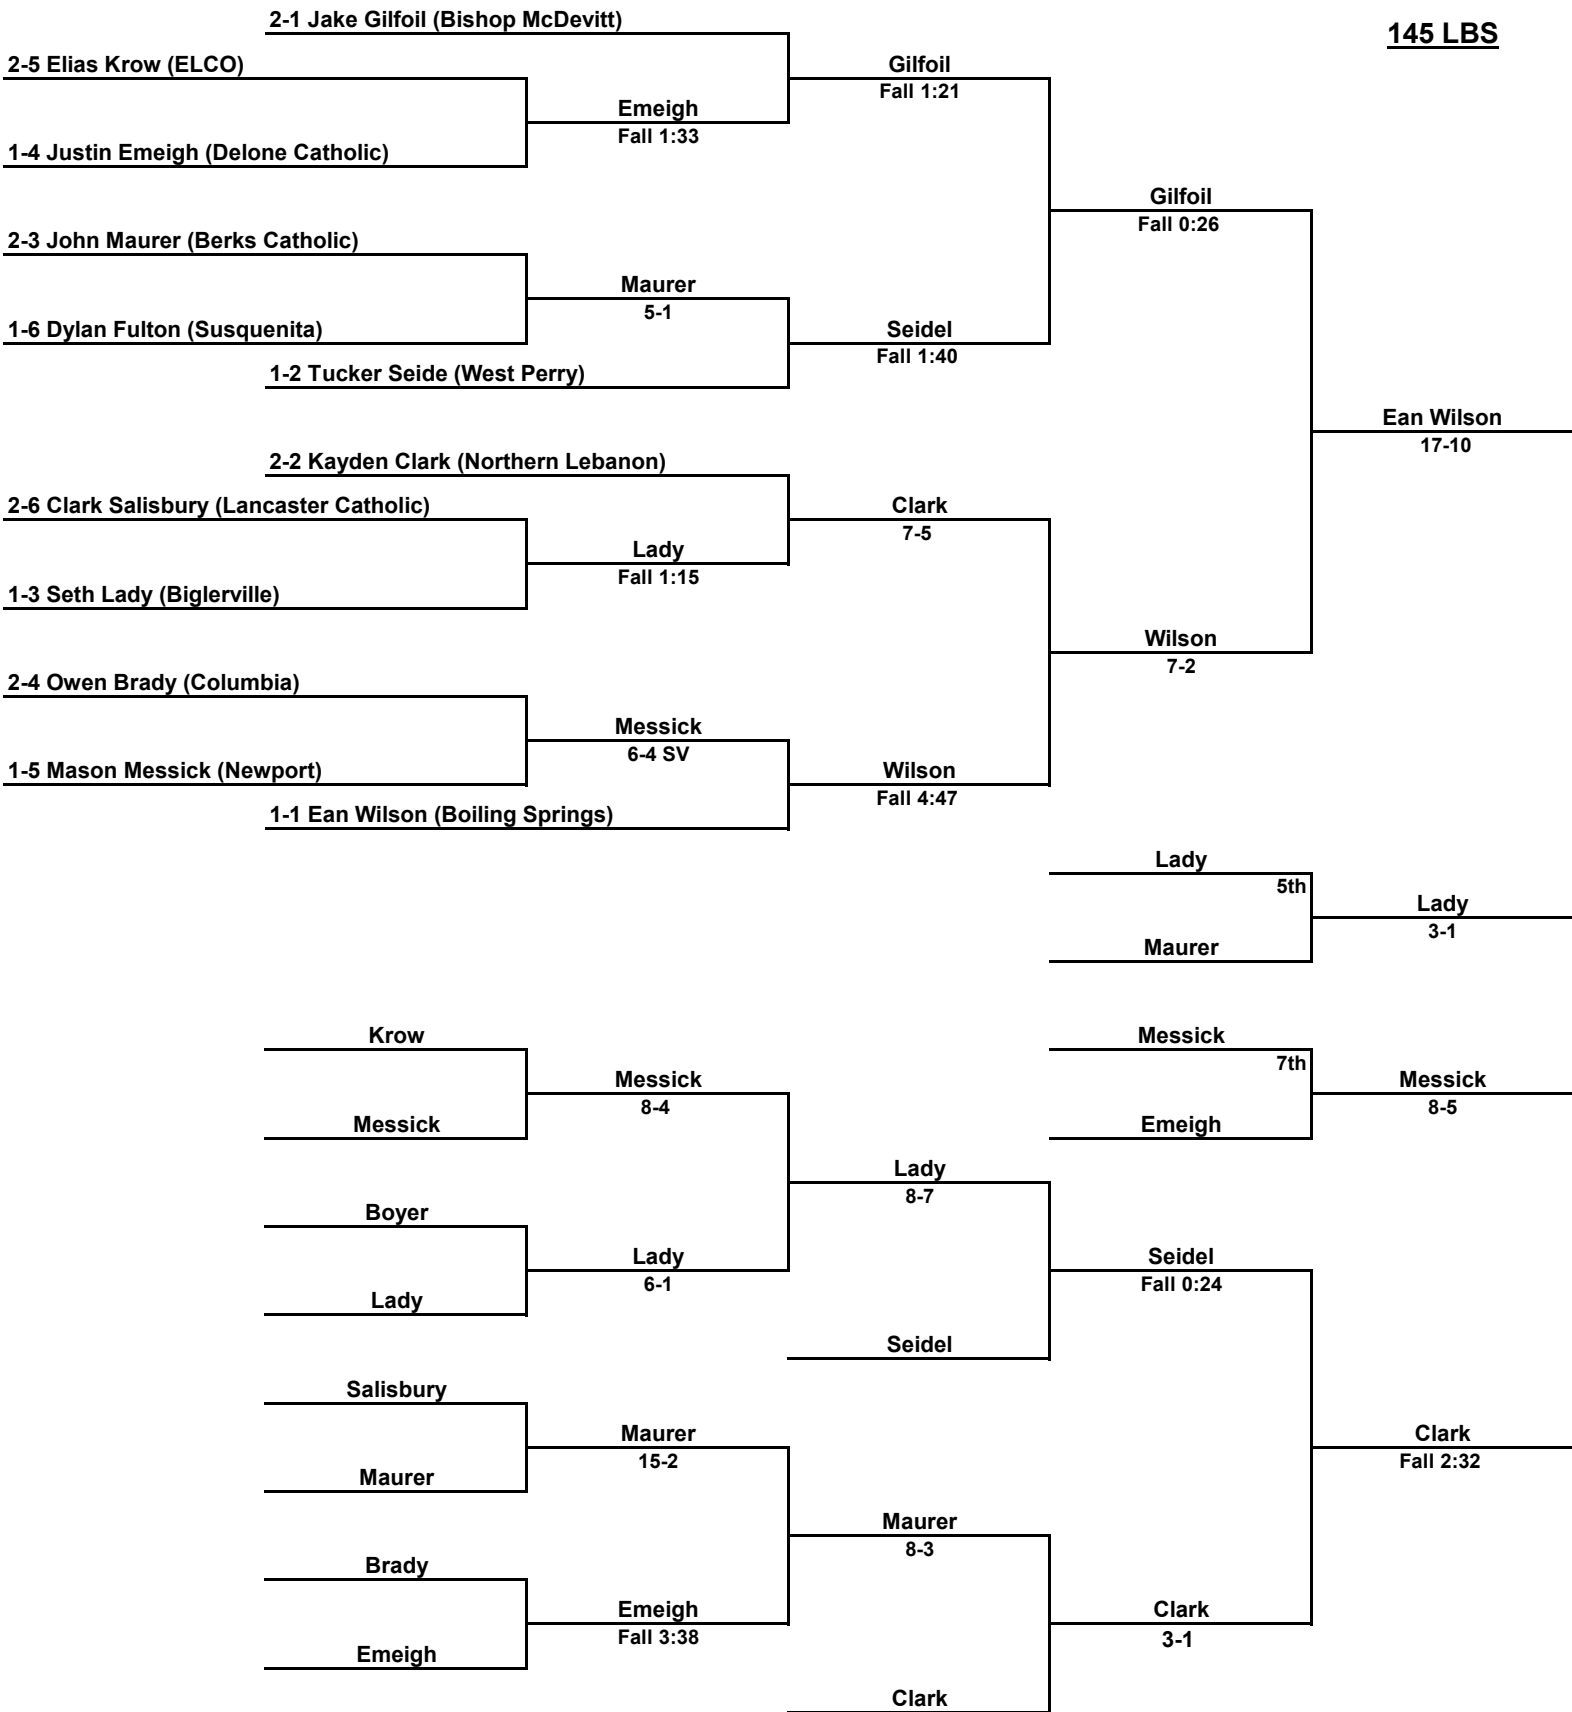 2-1 Jake Gilfoil (Bishop McDevitt)
145 LBS
2-5 Elias Krow (ELCO)
Gilfoil
Fall 1:21
Emeigh
Fall 1:33
1-4 Justin Emeigh (Delone Catholic)
Gilfoil
Fall 0:26
2-3 John Maurer (Berks Catholic)
Maurer
5-1
1-6 Dylan Fulton (Susquenita)
Seidel
Fall 1:40
1-2 Tucker Seide (West Perry)
Ean Wilson
17-10
2-2 Kayden Clark (Northern Lebanon)
2-6 Clark Salisbury (Lancaster Catholic)
Clark
7-5
Lady
Fall 1:15
1-3 Seth Lady (Biglerville)
Wilson
7-2
2-4 Owen Brady (Columbia)
Messick
6-4 SV
1-5 Mason Messick (Newport)
Wilson
Fall 4:47
1-1 Ean Wilson (Boiling Springs)
Lady
5th
Lady
3-1
Maurer
Krow
Messick
7th
Messick
8-4
Messick
8-5
Messick
Emeigh
Lady
8-7
Boyer
Lady
6-1
Seidel
Fall 0:24
Lady
Seidel
Salisbury
Maurer
15-2
Clark
Fall 2:32
Maurer
Maurer
8-3
Brady
Emeigh
Fall 3:38
Clark
3-1
Emeigh
Clark